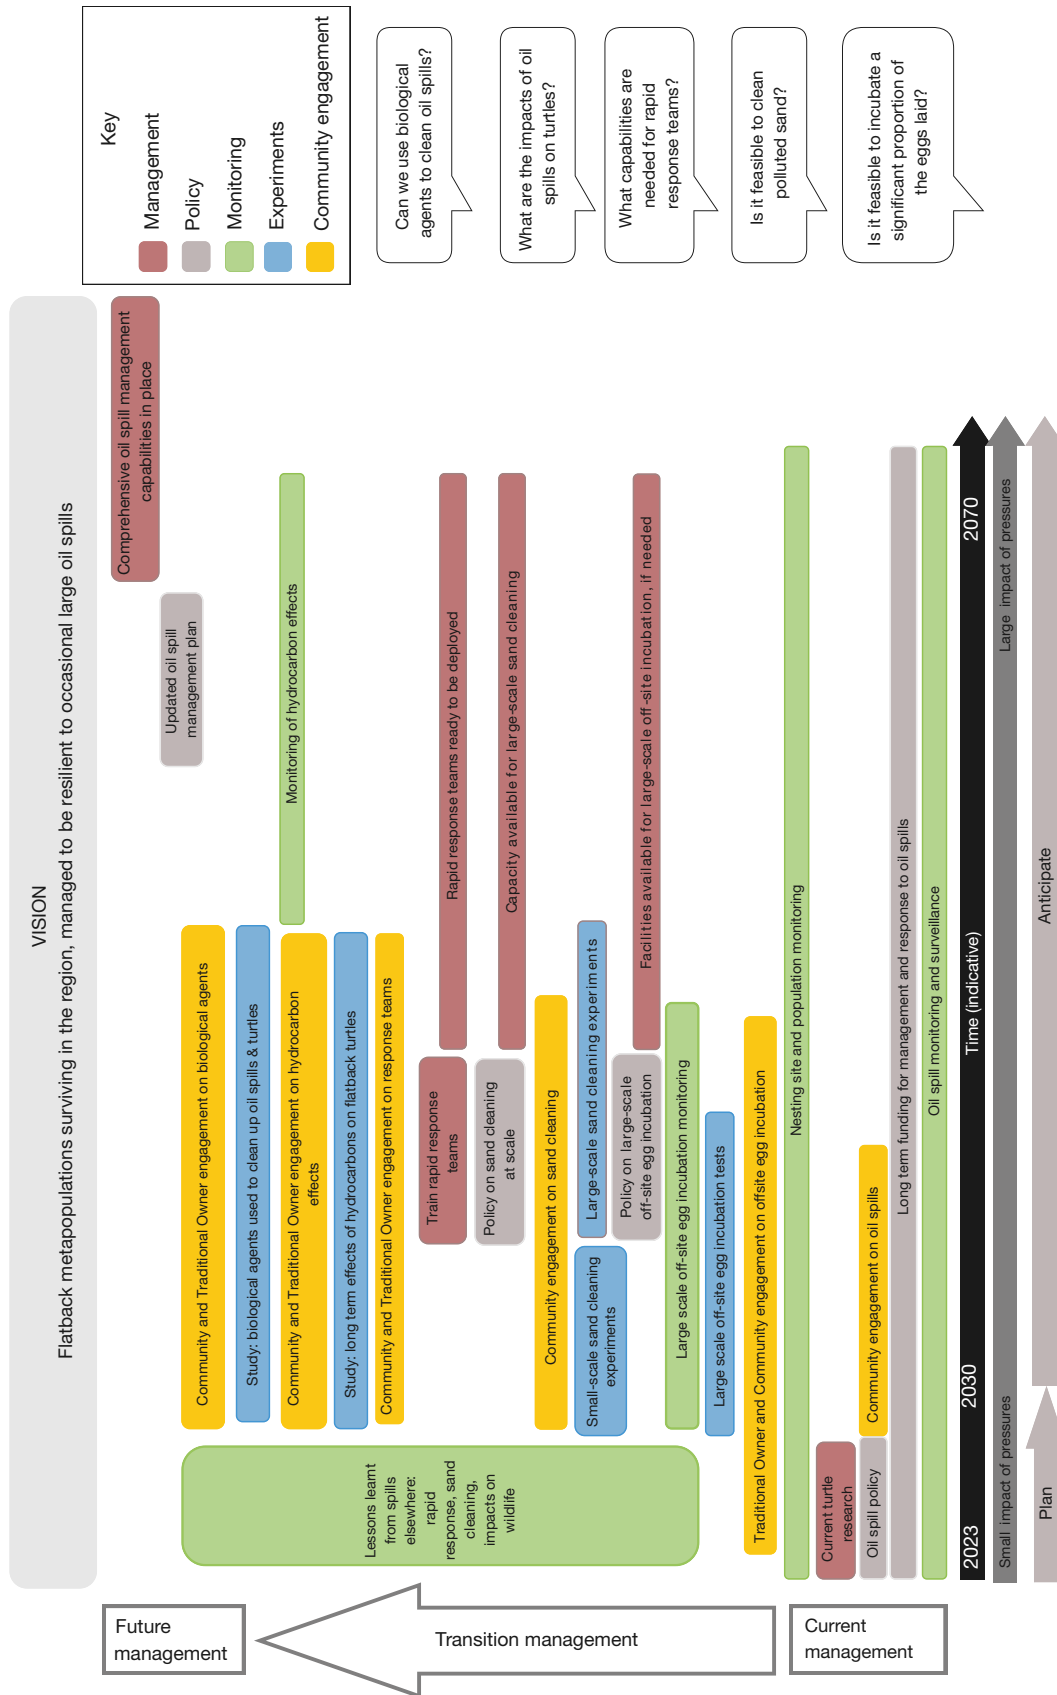 VISION
Flatback metapopulations surviving in the region, managed to be resilient to occasional large oil spills
Key
Management
Policy
Monitoring
Experiments
Community engagement
Future
management
Transition management
Current
management
Comprehensive oil spill management
capabilities in place
Updated oil spill
management plan
Community and Traditional Owner engagement on biological agents
Study: biological agents used to clean up oil spills & turtles
Community and Traditional Owner engagement on hydrocarbon
effects
Monitoring of hydrocarbon effects
Study: long term effects of hydrocarbons on flatback turtles
Community and Traditional Owner engagement on response teams
Lessons learnt
from spills
elsewhere:
rapid
response, sand
cleaning,
impacts on
wildlife
Train rapid response
teams
Rapid response teams ready to be deployed
Policy on sand cleaning
at scale
Capacity available for large-scale sand cleaning
Community engagement on sand cleaning
Small-scale sand cleaning
experiments
Large-scale sand cleaning experiments
Policy on large-scale
off-site egg incubation
Facilities available for large-scale off-site incubation, if needed
Large scale off-site egg incubation monitoring
Large scale off-site egg incubation tests
Traditional Owner and Community engagement on offsite egg incubation
Nesting site and population monitoring
Current turtle
research
Oil spill policy
Community engagement on oil spills
Long term funding for management and response to oil spills
Oil spill monitoring and surveillance
2023
2030
Time (indicative)
2070
Small impact of pressures
Large impact of pressures
Plan
Anticipate
Can we use biological
agents to clean oil spills?
What are the impacts of oil
spills on turtles?
What capabilities are
needed for rapid
response teams?
Is it feasible to clean
polluted sand?
Is it feasible to incubate a
significant proportion of
the eggs laid?